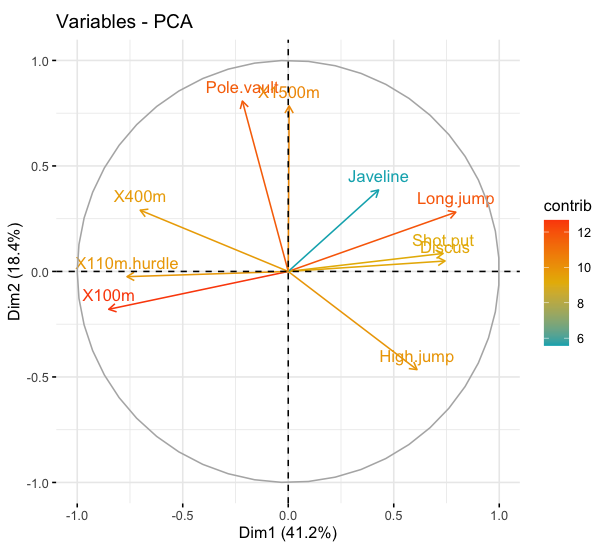 Variables - PCA
Dim2 (18.4%)
1.0
0.5
0.0
-0.5
-1.0
Pole.vault
X1500m
Javeline
X400m
Long.jump
Shot.put
Discus
X110m.hurdle
X100m
High.jump
-1.0 -0.5 0.0 0.5 1.0
Dim1 (41.2%)
contrib
12
10
8
6